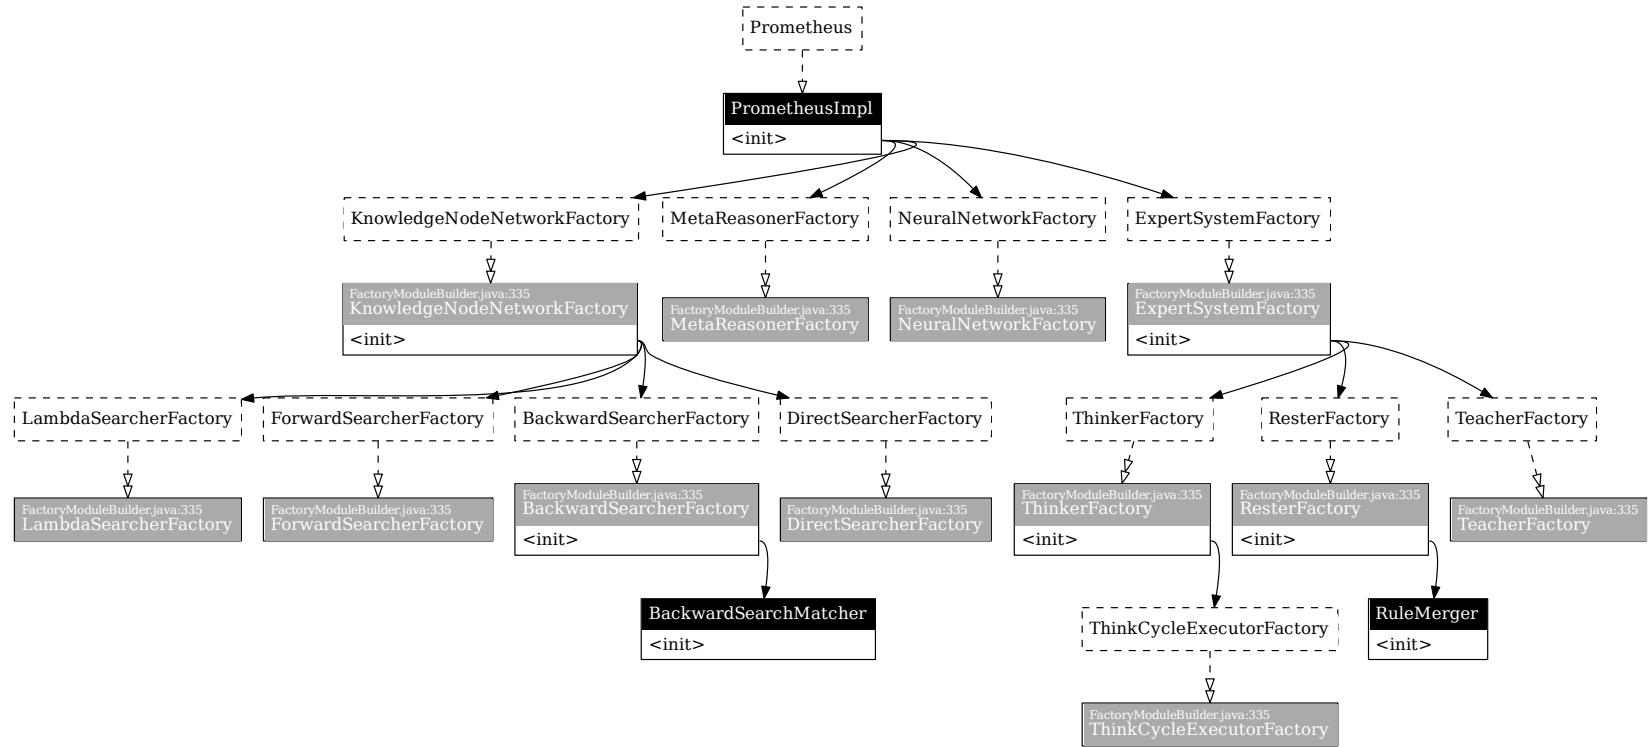 Prometheus
PrometheusImpl
<init>
KnowledgeNodeNetworkFactory
MetaReasonerFactory
NeuralNetworkFactory
ExpertSystemFactory
FactoryModuleBuilder.java:335
KnowledgeNodeNetworkFactory
<init>
FactoryModuleBuilder.java:335
MetaReasonerFactory
FactoryModuleBuilder.java:335
NeuralNetworkFactory
FactoryModuleBuilder.java:335
ExpertSystemFactory
<init>
LambdaSearcherFactory
ForwardSearcherFactory
BackwardSearcherFactory
DirectSearcherFactory
ThinkerFactory
ResterFactory
TeacherFactory
FactoryModuleBuilder.java:335
LambdaSearcherFactory
FactoryModuleBuilder.java:335
ForwardSearcherFactory
FactoryModuleBuilder.java:335
BackwardSearcherFactory
<init>
FactoryModuleBuilder.java:335
DirectSearcherFactory
FactoryModuleBuilder.java:335
ThinkerFactory
<init>
FactoryModuleBuilder.java:335
ResterFactory
<init>
FactoryModuleBuilder.java:335
TeacherFactory
BackwardSearchMatcher
<init>
ThinkCycleExecutorFactory
RuleMerger
<init>
FactoryModuleBuilder.java:335
ThinkCycleExecutorFactory